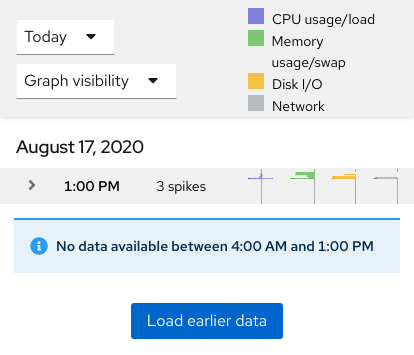 Today
Graph visibility
CPU usage/load
Memory
usage/swap
Disk I/O
Network
August 17, 2020
1:00 PM 3 spikes
No data available between 4:00 AM and 1:00 PM
Load earlier data